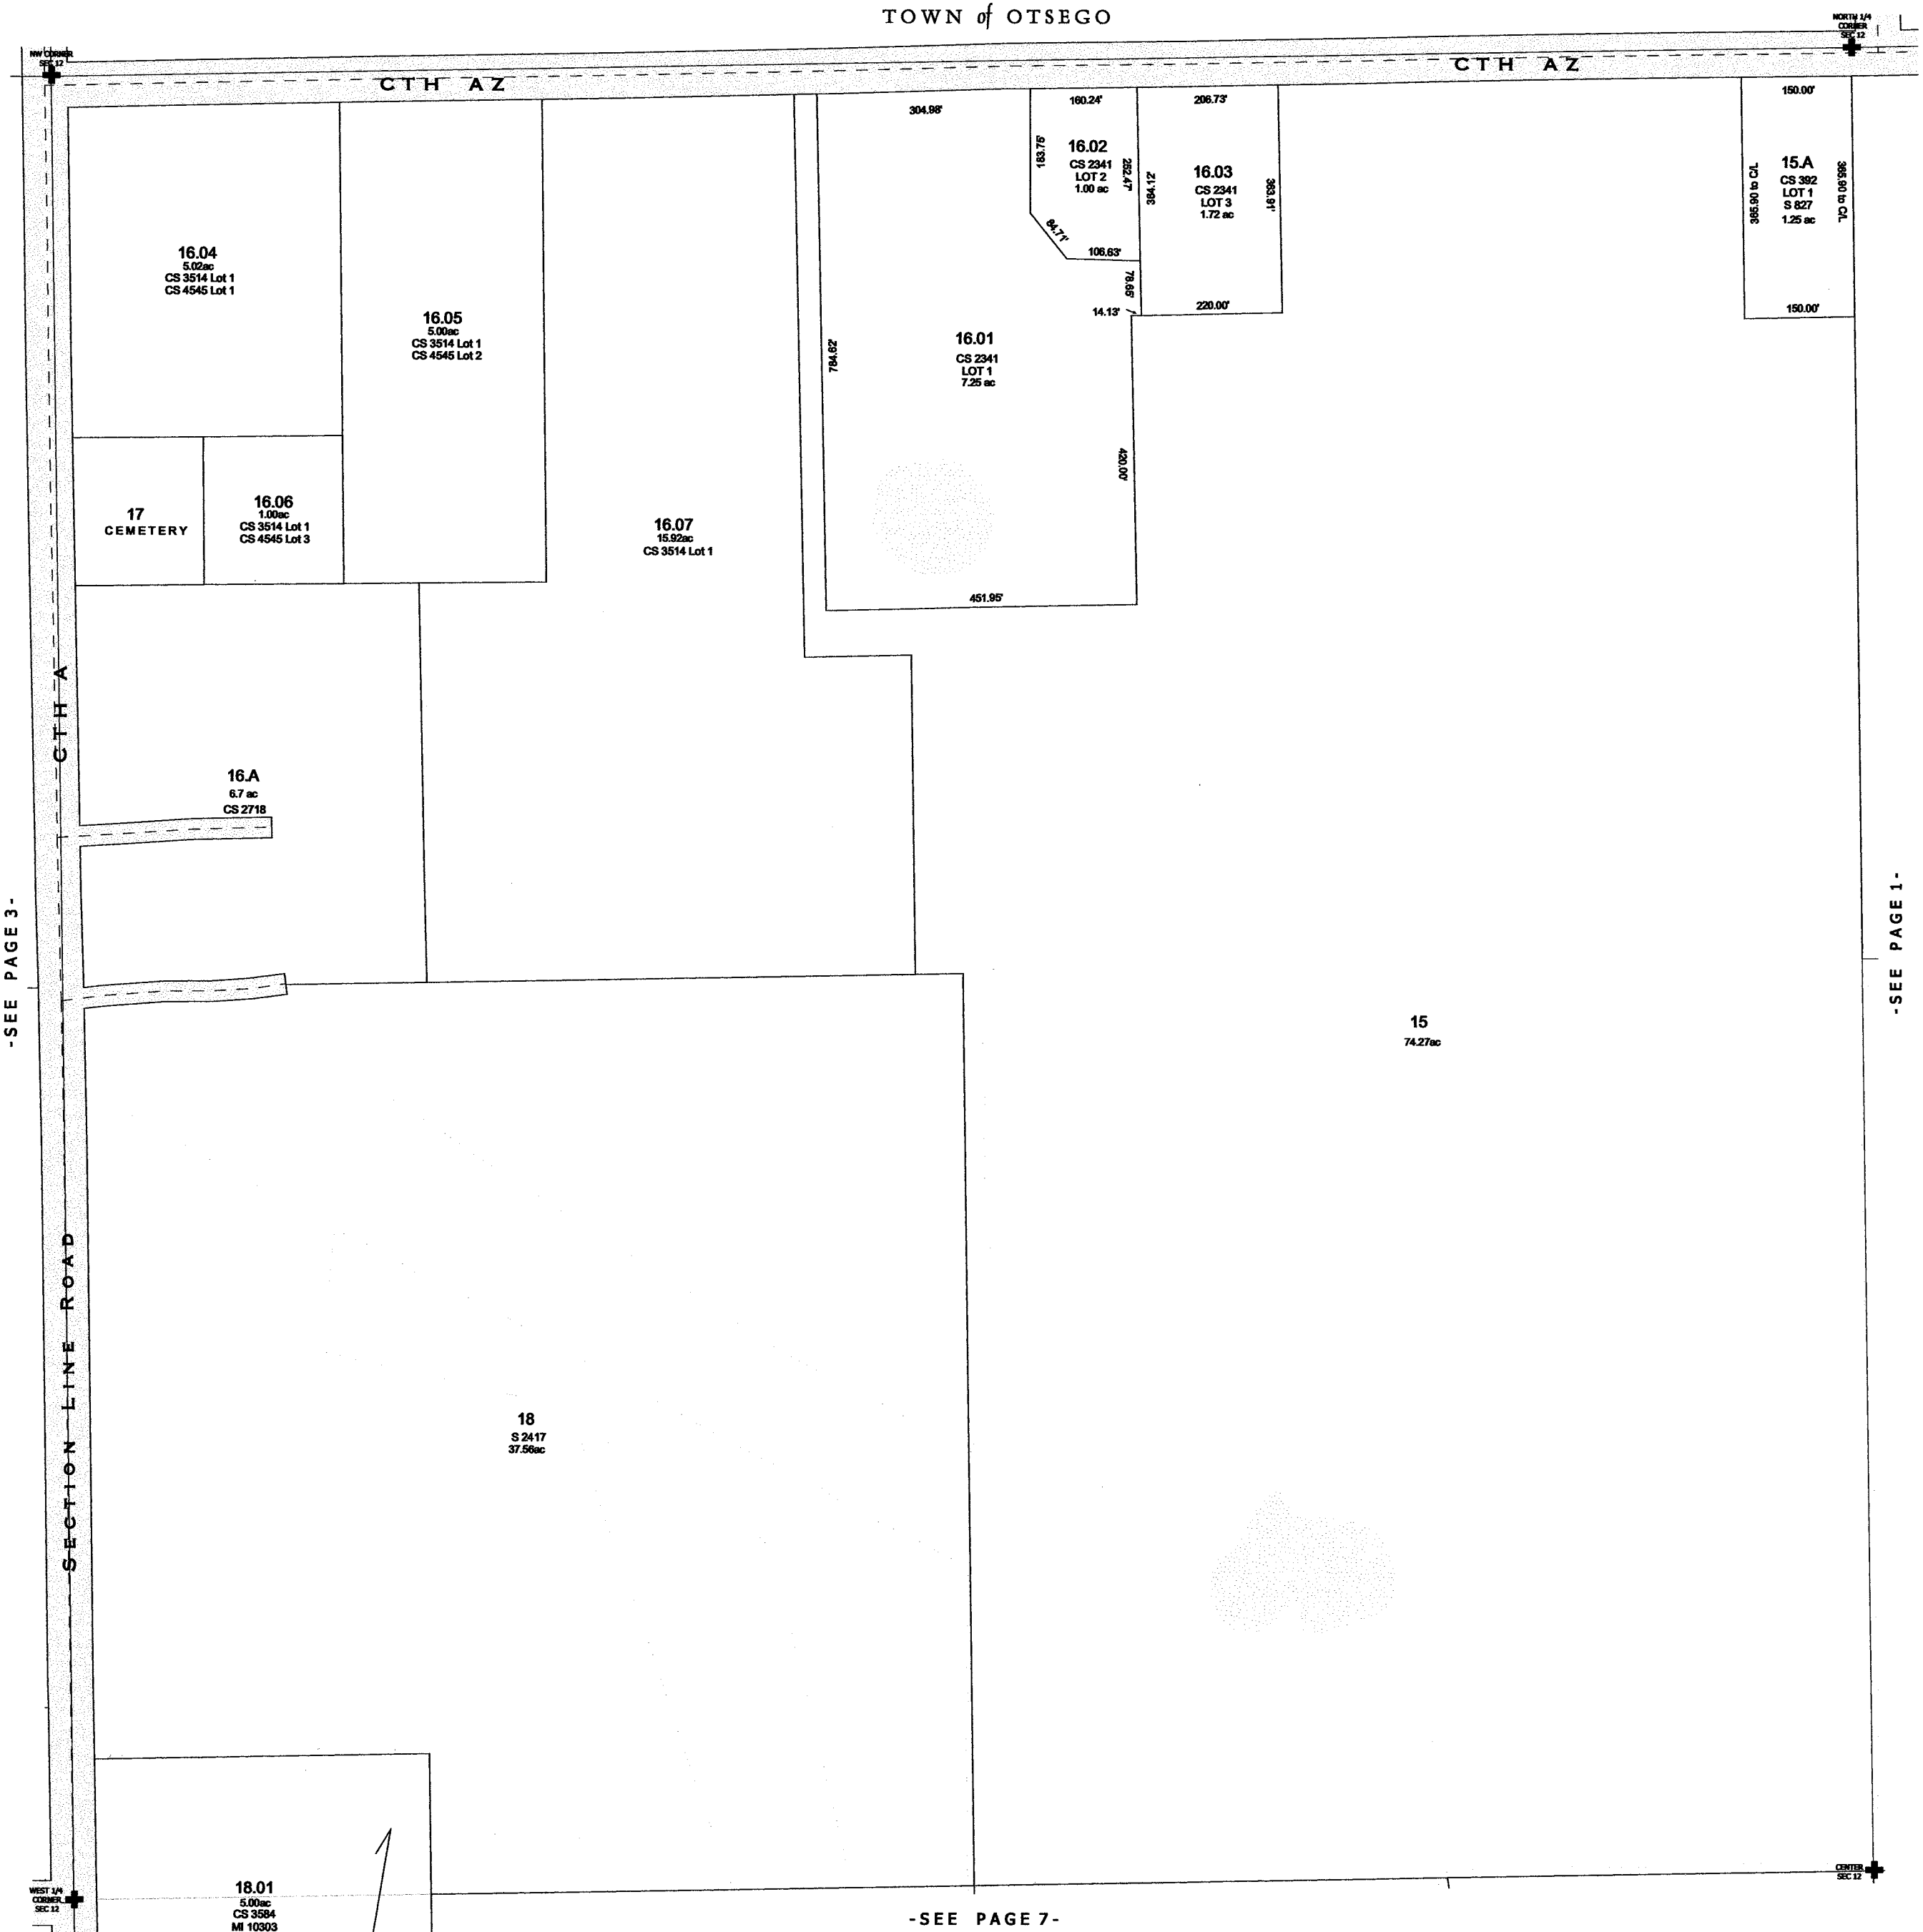 TOWN of OTSEGO
NW CORNER
SEC 12
NORTH 1/4
CORNER
SEC 12
CTH AZ
CTH AZ
304.98'
160.24'
206.73'
150.00'
183.75'
16.02
CS 2341
LOT 2
1.00 ac
262.47'
84.71'
106.63'
364.12'
16.03
CS 2341
LOT 3
1.72 ac
363.91'
220.00'
78.65'
14.13'
365.90 to C/L
15.A
CS 392
LOT 1
S 827
1.25 ac
365.90 to C/L
150.00'
16.04
5.02ac
CS 3514 Lot 1
CS 4545 Lot 1
16.05
5.00ac
CS 3514 Lot 1
CS 4545 Lot 2
784.62'
16.01
CS 2341
LOT 1
7.25 ac
420.00'
451.95'
17
CEMETERY
16.06
1.00ac
CS 3514 Lot 1
CS 4545 Lot 3
16.07
15.92ac
CS 3514 Lot 1
CTH A
16.A
6.7 ac
CS 2718
-SEE PAGE 3-
-SEE PAGE 1-
15
74.27ac
SECTION LINE ROAD
18
S 2417
37.56ac
WEST 1/4
CORNER
SEC 12
18.01
5.00ac
CS 3584
MI 10303
CENTER
SEC 12
-SEE PAGE 7-